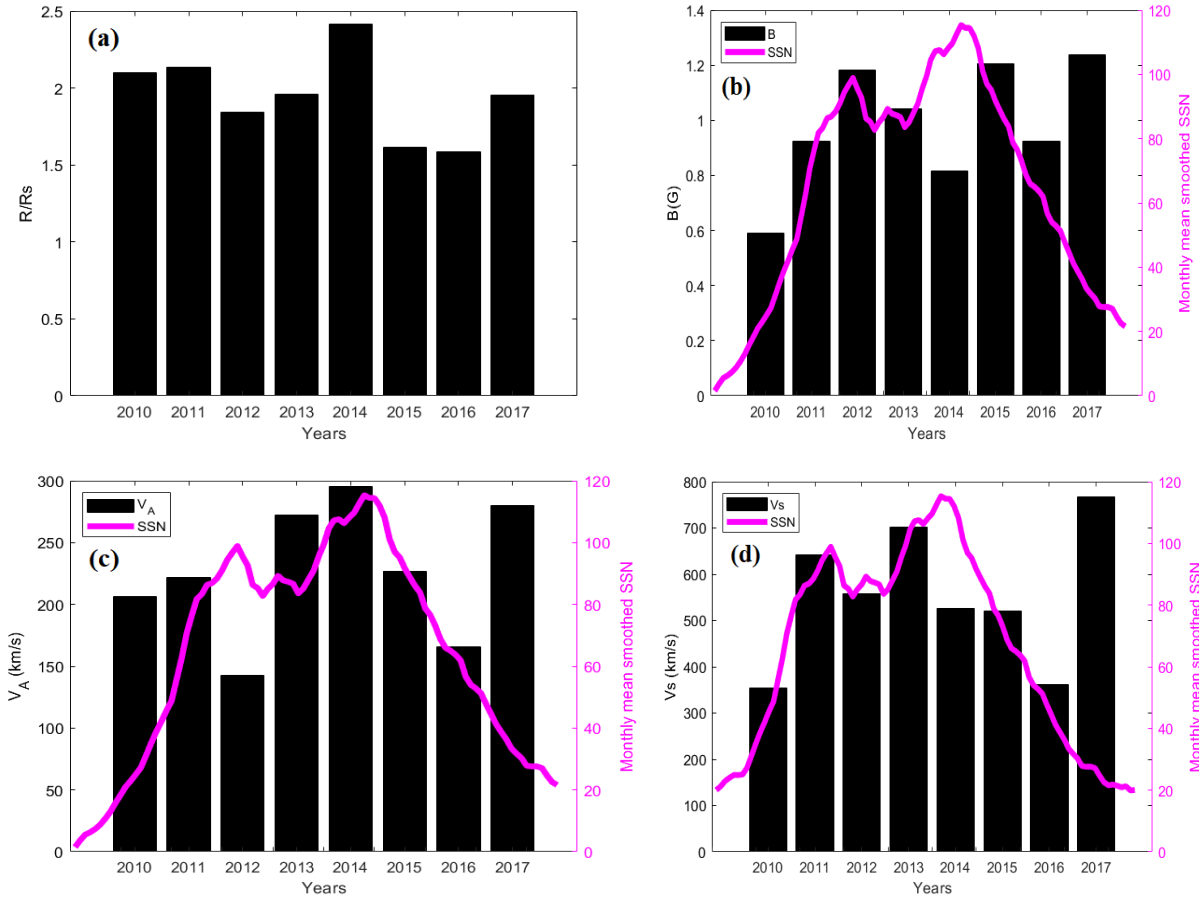 (a)
R/Rs
2.5
2
1.5
1
0.5
0
2010 2011 2012 2013 2014 2015 2016 2017
Years
(b)
B
SSN
B(G)
1.4
1.2
1
0.8
0.6
0.4
0.2
0
Monthly mean smoothed SSN
120
100
80
60
40
20
0
2010 2011 2012 2013 2014 2015 2016 2017
Years
(c)
V_A
SSN
V_A (km/s)
300
250
200
150
100
50
0
Monthly mean smoothed SSN
120
100
80
60
40
20
0
2010 2011 2012 2013 2014 2015 2016 2017
Years
(d)
Vs
SSN
Vs (km/s)
800
700
600
500
400
300
200
100
0
Monthly mean smoothed SSN
120
100
80
60
40
20
0
2010 2011 2012 2013 2014 2015 2016 2017
Years